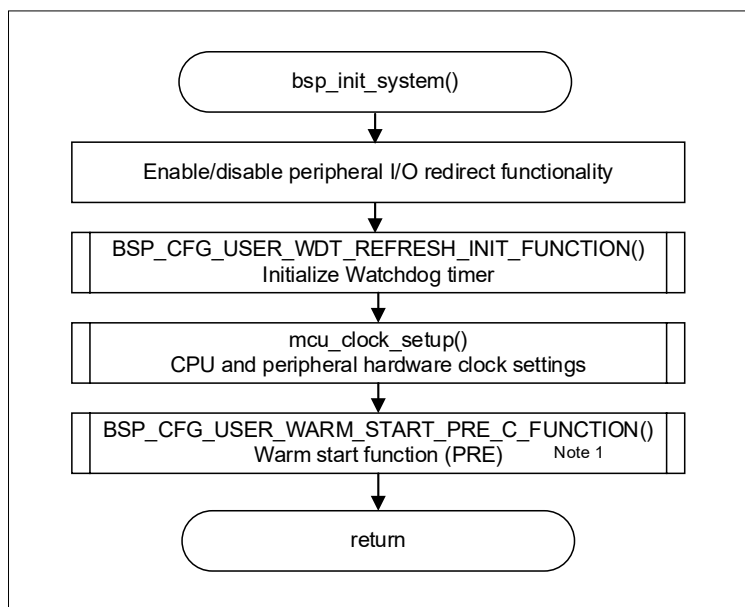 bsp_init_system()
Enable/disable peripheral I/O redirect functionality
BSP_CFG_USER_WDT_REFRESH_INIT_FUNCTION()
Initialize Watchdog timer
mcu_clock_setup()
CPU and peripheral hardware clock settings
BSP_CFG_USER_WARM_START_PRE_C_FUNCTION()
Warm start function (PRE) Note 1
return